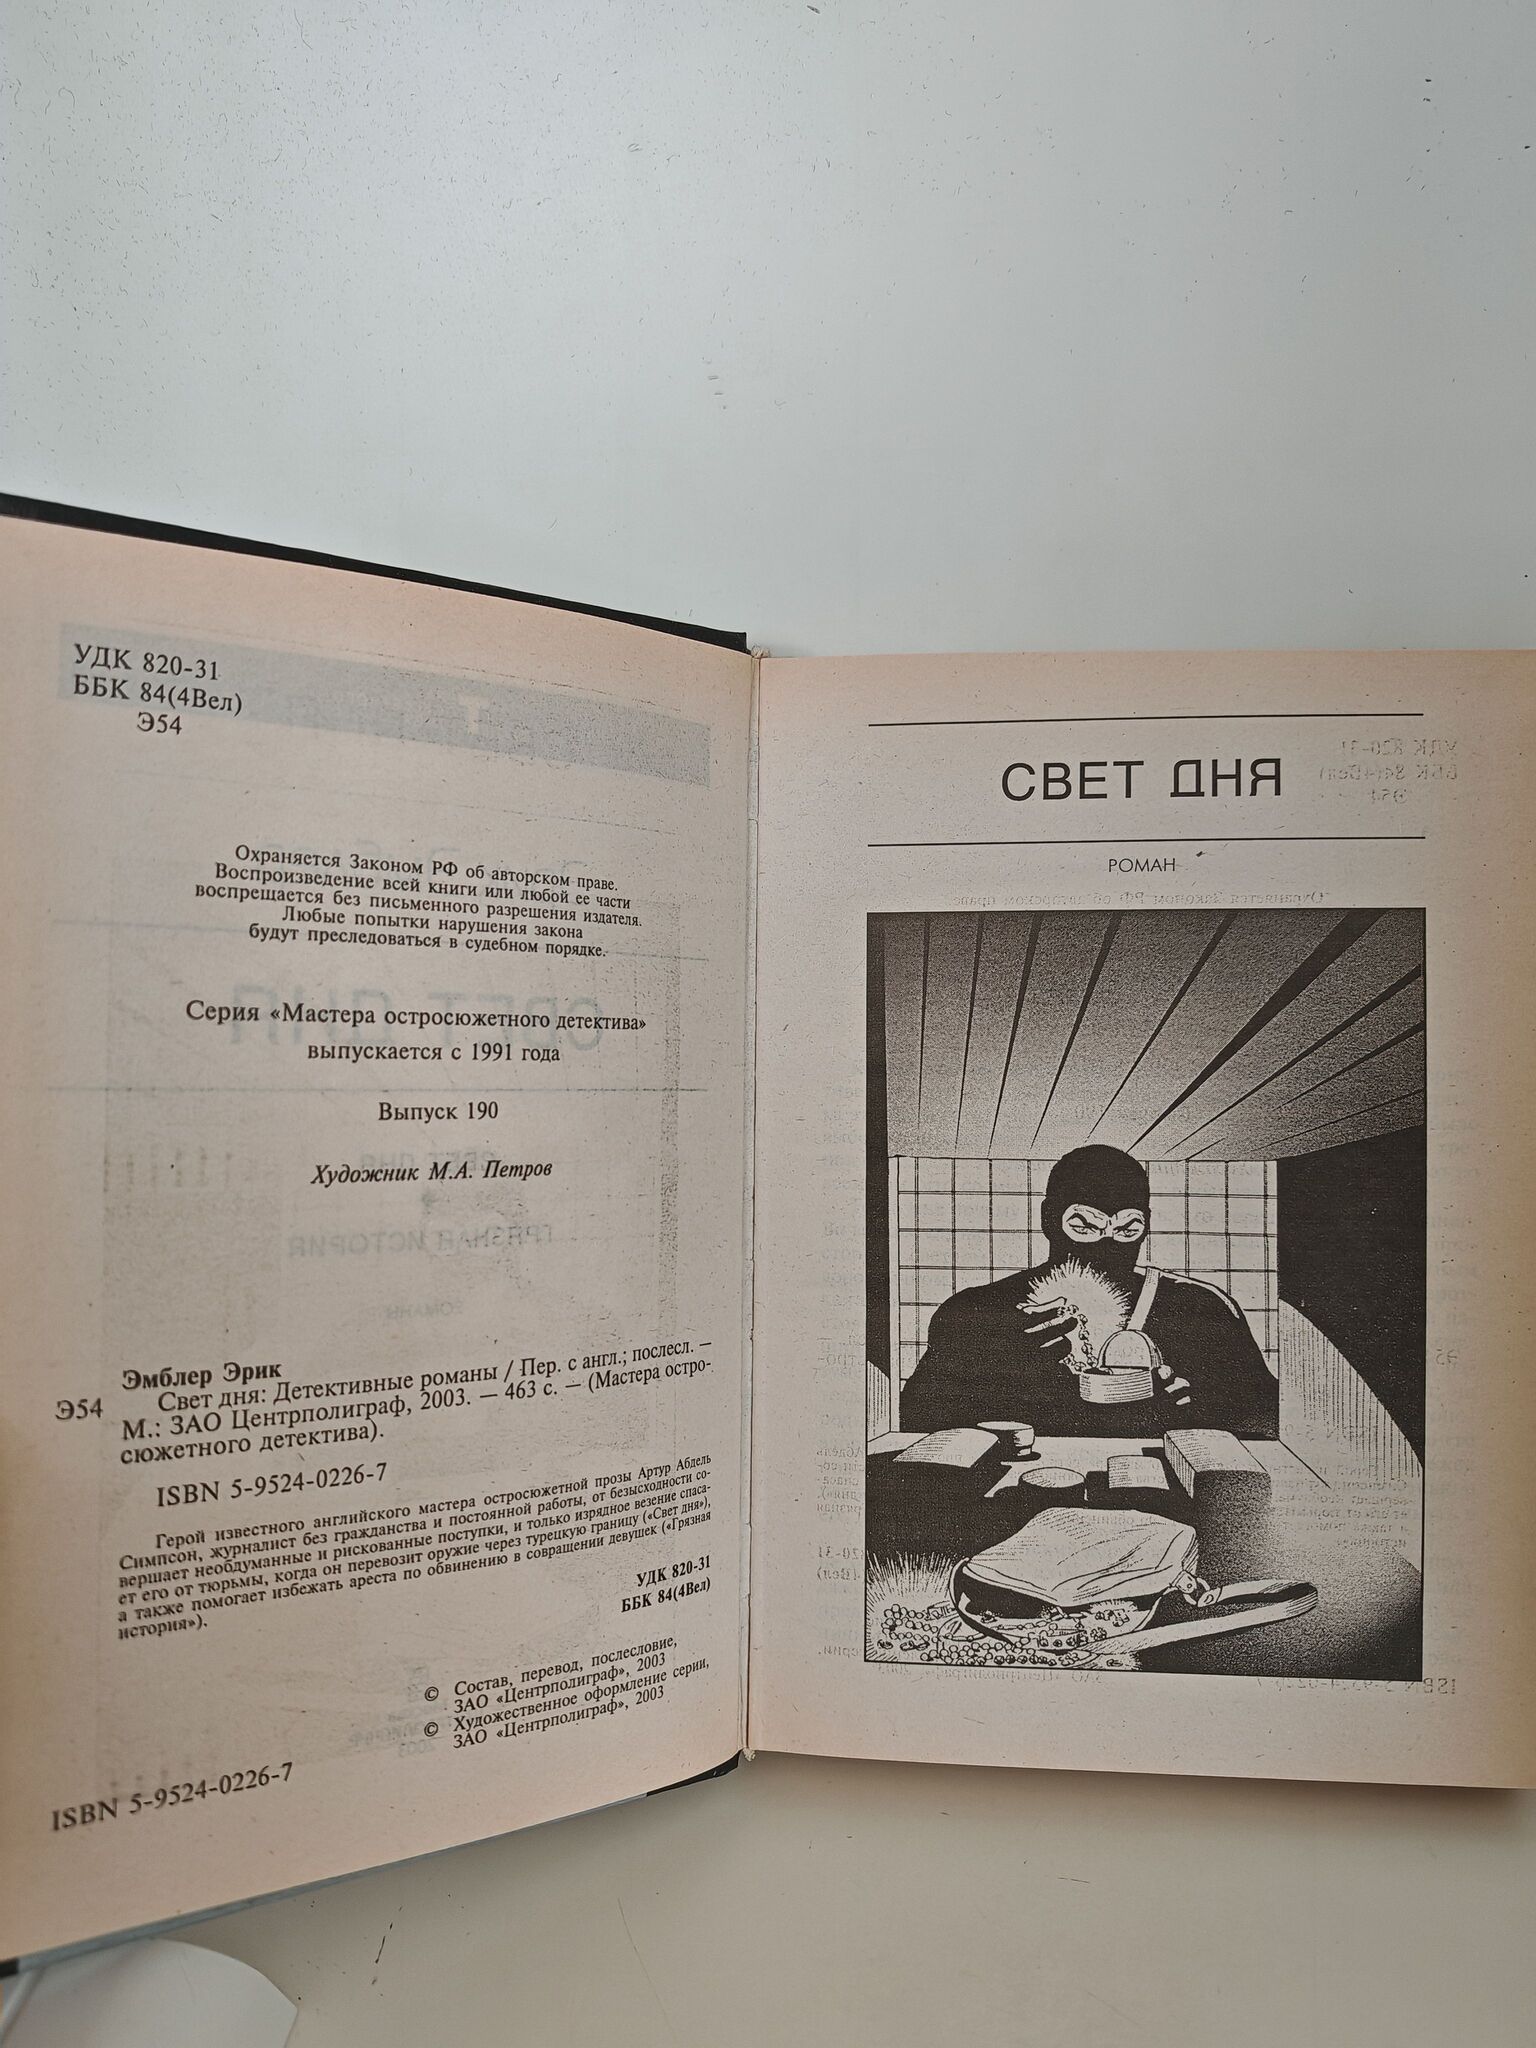 УДК 820-31
ББК 84(4Вел)
Э54
Охраняется Законом РФ об авторском праве.
Воспроизведение всей книги или любой ее части
воспрещается без письменного разрешения издателя.
Любые попытки нарушения закона
будут преследоваться в судебном порядке.
Серия «Мастера остросюжетного детектива»
выпускается с 1991 года
Выпуск 190
Художник М.А. Петров
Эмблер Эрик
Э54 Свет дня: Детективные романы / Пер. с англ.; послесл. —
М.: ЗАО Центрполиграф, 2003. — 463 с. — (Мастера остро-
сюжетного детектива).
ISBN 5-9524-0226-7
Герой известного английского мастера остросюжетной прозы Артур Абдель
Симпсон, журналист без гражданства и постоянной работы, от безысходности со-
вершает необдуманные и рискованные поступки, и только изрядное везение спаса-
ет его от тюрьмы, когда он перевозит оружие через турецкую границу («Свет дня»),
а также помогает избежать ареста по обвинению в совращении девушек («Грязная
история»).
УДК 820-31
ББК 84(4Вел)
© Состав, перевод, послесловие,
ЗАО «Центрполиграф», 2003
© Художественное оформление серии,
ЗАО «Центрполиграф», 2003
ISBN 5-9524-0226-7
СВЕТ ДНЯ
РОМАН